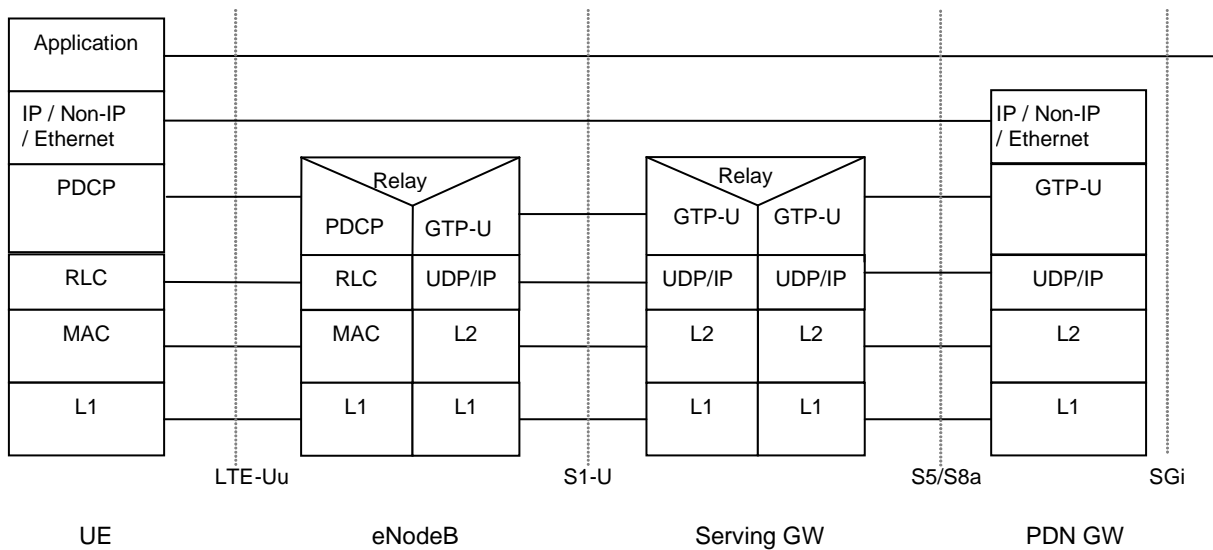 Application
IP / Non-IP
/ Ethernet
IP / Non-IP
/ Ethernet
PDCP
Relay
Relay
GTP-U
PDCP
GTP-U
GTP-U
GTP-U
RLC
RLC
UDP/IP
UDP/IP
UDP/IP
UDP/IP
MAC
MAC
L2
L2
L2
L2
L1
L1
L1
L1
L1
L1
LTE-Uu
S1-U
S5/S8a
SGi
UE
eNodeB
Serving GW
PDN GW